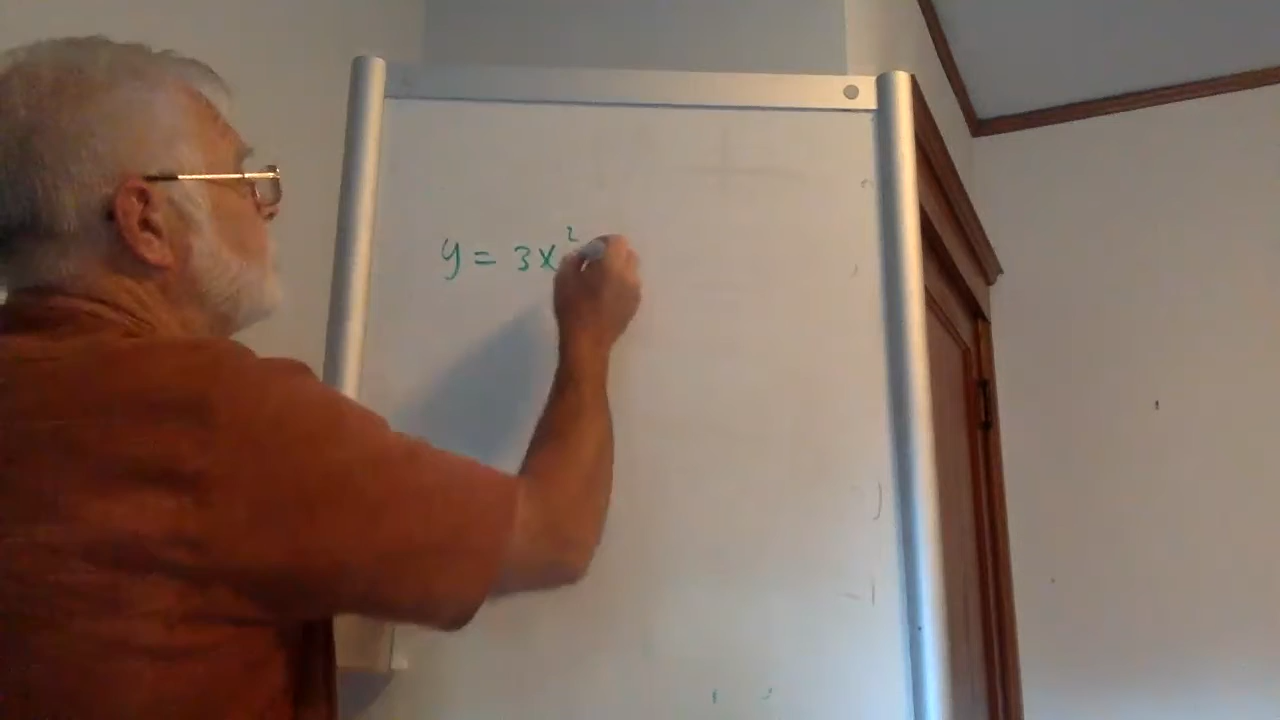 y = 3x²